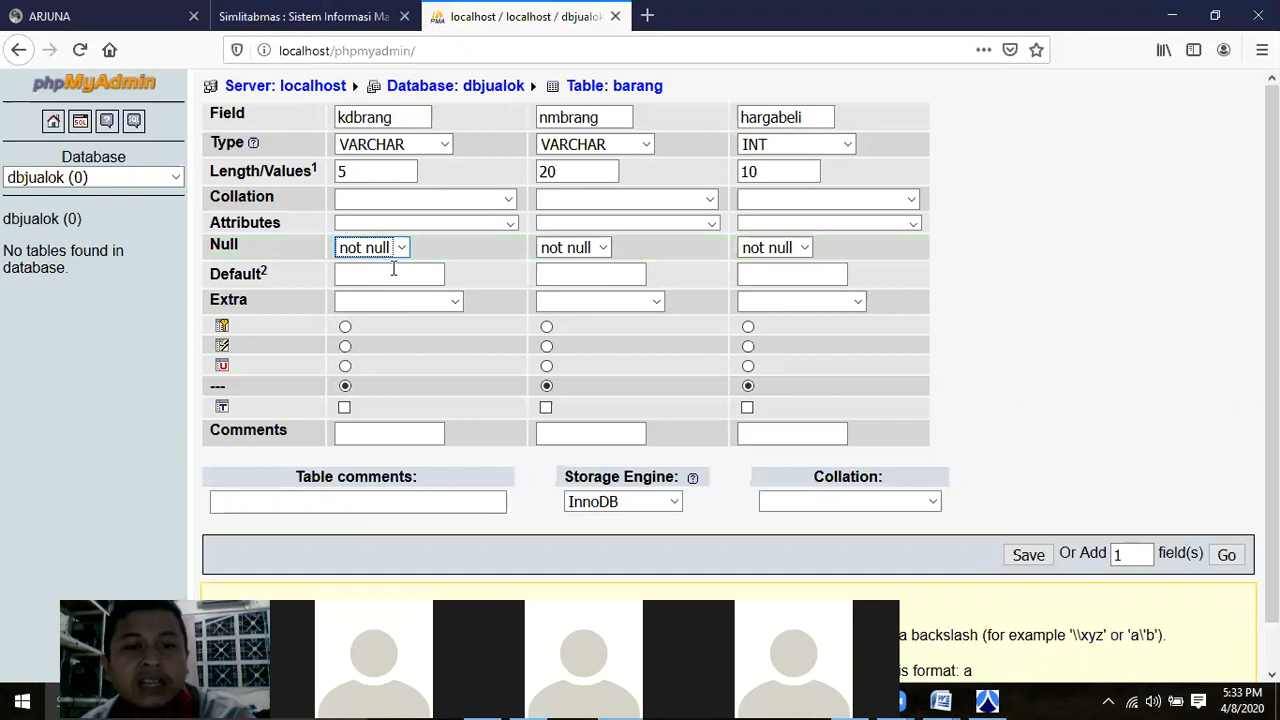 ARJUNA
Simlitabmas : Sistem Informasi Ma
localhost / localhost / dbjualok
localhost/phpmyadmin/
phpMyAdmin
Database
dbjualok (0)
dbjualok (0)
No tables found in
database.
Server: localhost
Database: dbjualok
Table: barang
Field
kdbrang
nmbrang
hargabeli
Type
VARCHAR
VARCHAR
INT
Length/Values1
5
20
10
Collation
Attributes
Null
not null
not null
not null
Default2
Extra
---
Comments
Table comments:
Storage Engine:
Collation:
InnoDB
Save
Or Add
1
field(s)
Go
a backslash (for example '\\xyz' or 'a\'b').
is format: a
5:33 PM
4/8/2020